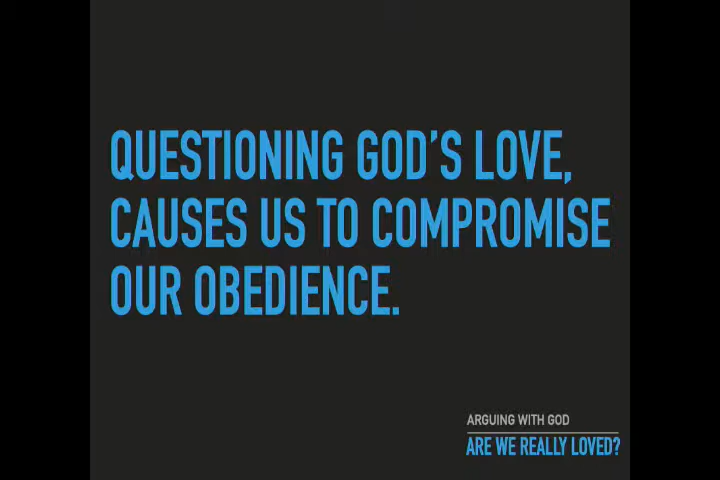 QUESTIONING GOD'S LOVE,
CAUSES US TO COMPROMISE
OUR OBEDIENCE.
ARGUING WITH GOD
ARE WE REALLY LOVED?